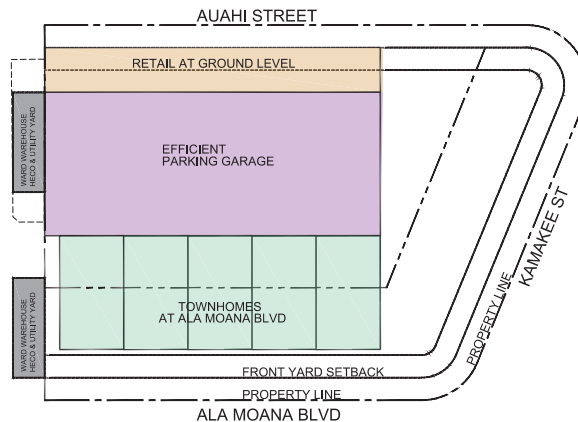 AUAHI STREET
RETAIL AT GROUND LEVEL
WARD WAREHOUSE
HECO & UTILITY YARD
EFFICIENT
PARKING GARAGE
KAMAKEE ST
PROPERTY LINE
TOWNHOMES
AT ALA MOANA BLVD
WARD WAREHOUSE
HECO & UTILITY YARD
FRONT YARD SETBACK
PROPERTY LINE
ALA MOANA BLVD